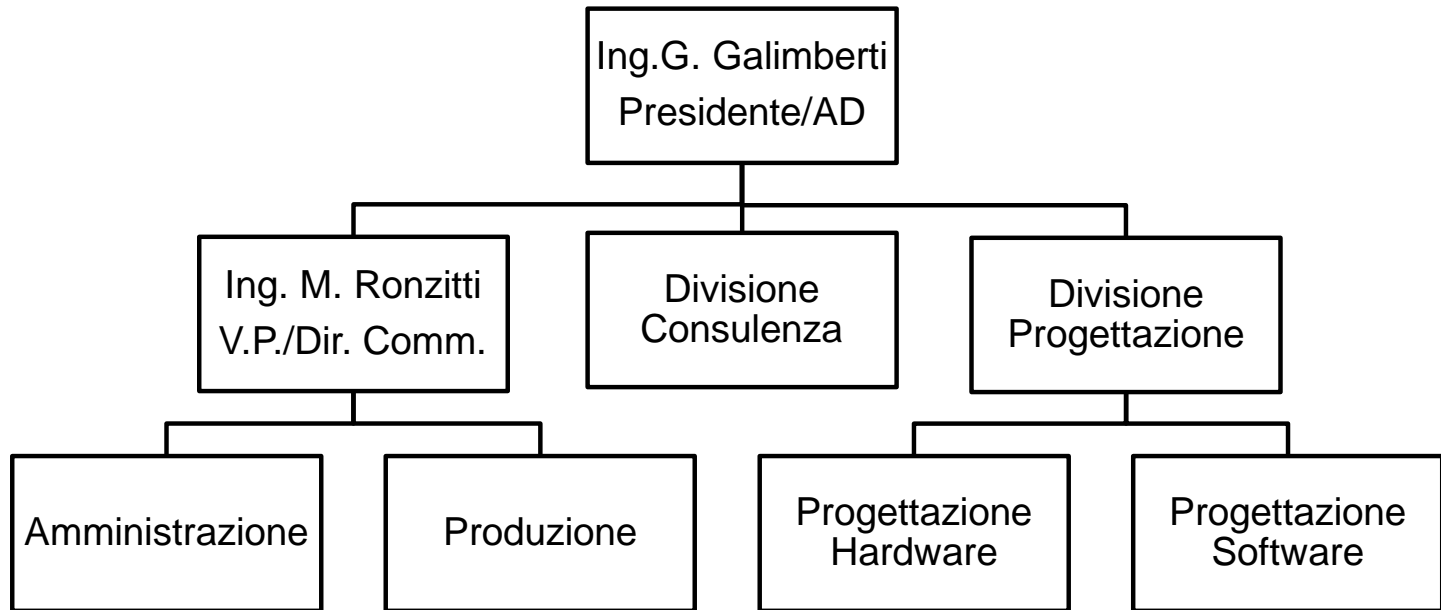 Ing.G. Galimberti
Presidente/AD
Ing. M. Ronzitti
V.P./Dir. Comm.
Divisione
Consulenza
Divisione
Progettazione
Amministrazione
Produzione
Progettazione
Hardware
Progettazione
Software